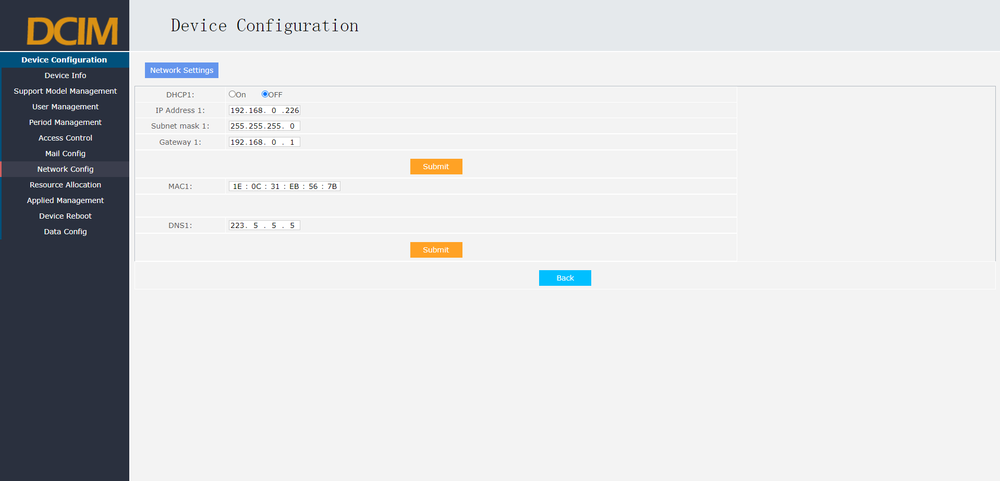 DCIM
Device Configuration
Device Configuration
Device Info
Support Model Management
User Management
Period Management
Access Control
Mail Config
Network Config
Resource Allocation
Applied Management
Device Reboot
Data Config
Network Settings
DHCP1: On OFF
IP Address 1: 192.168. 0 .226
Subnet mask 1: 255.255.255. 0
Gateway 1: 192.168. 0 . 1
Submit
MAC1: 1E : 0C : 31 : EB : 56 : 7B
DNS1: 223. 5 . 5 . 5
Submit
Back